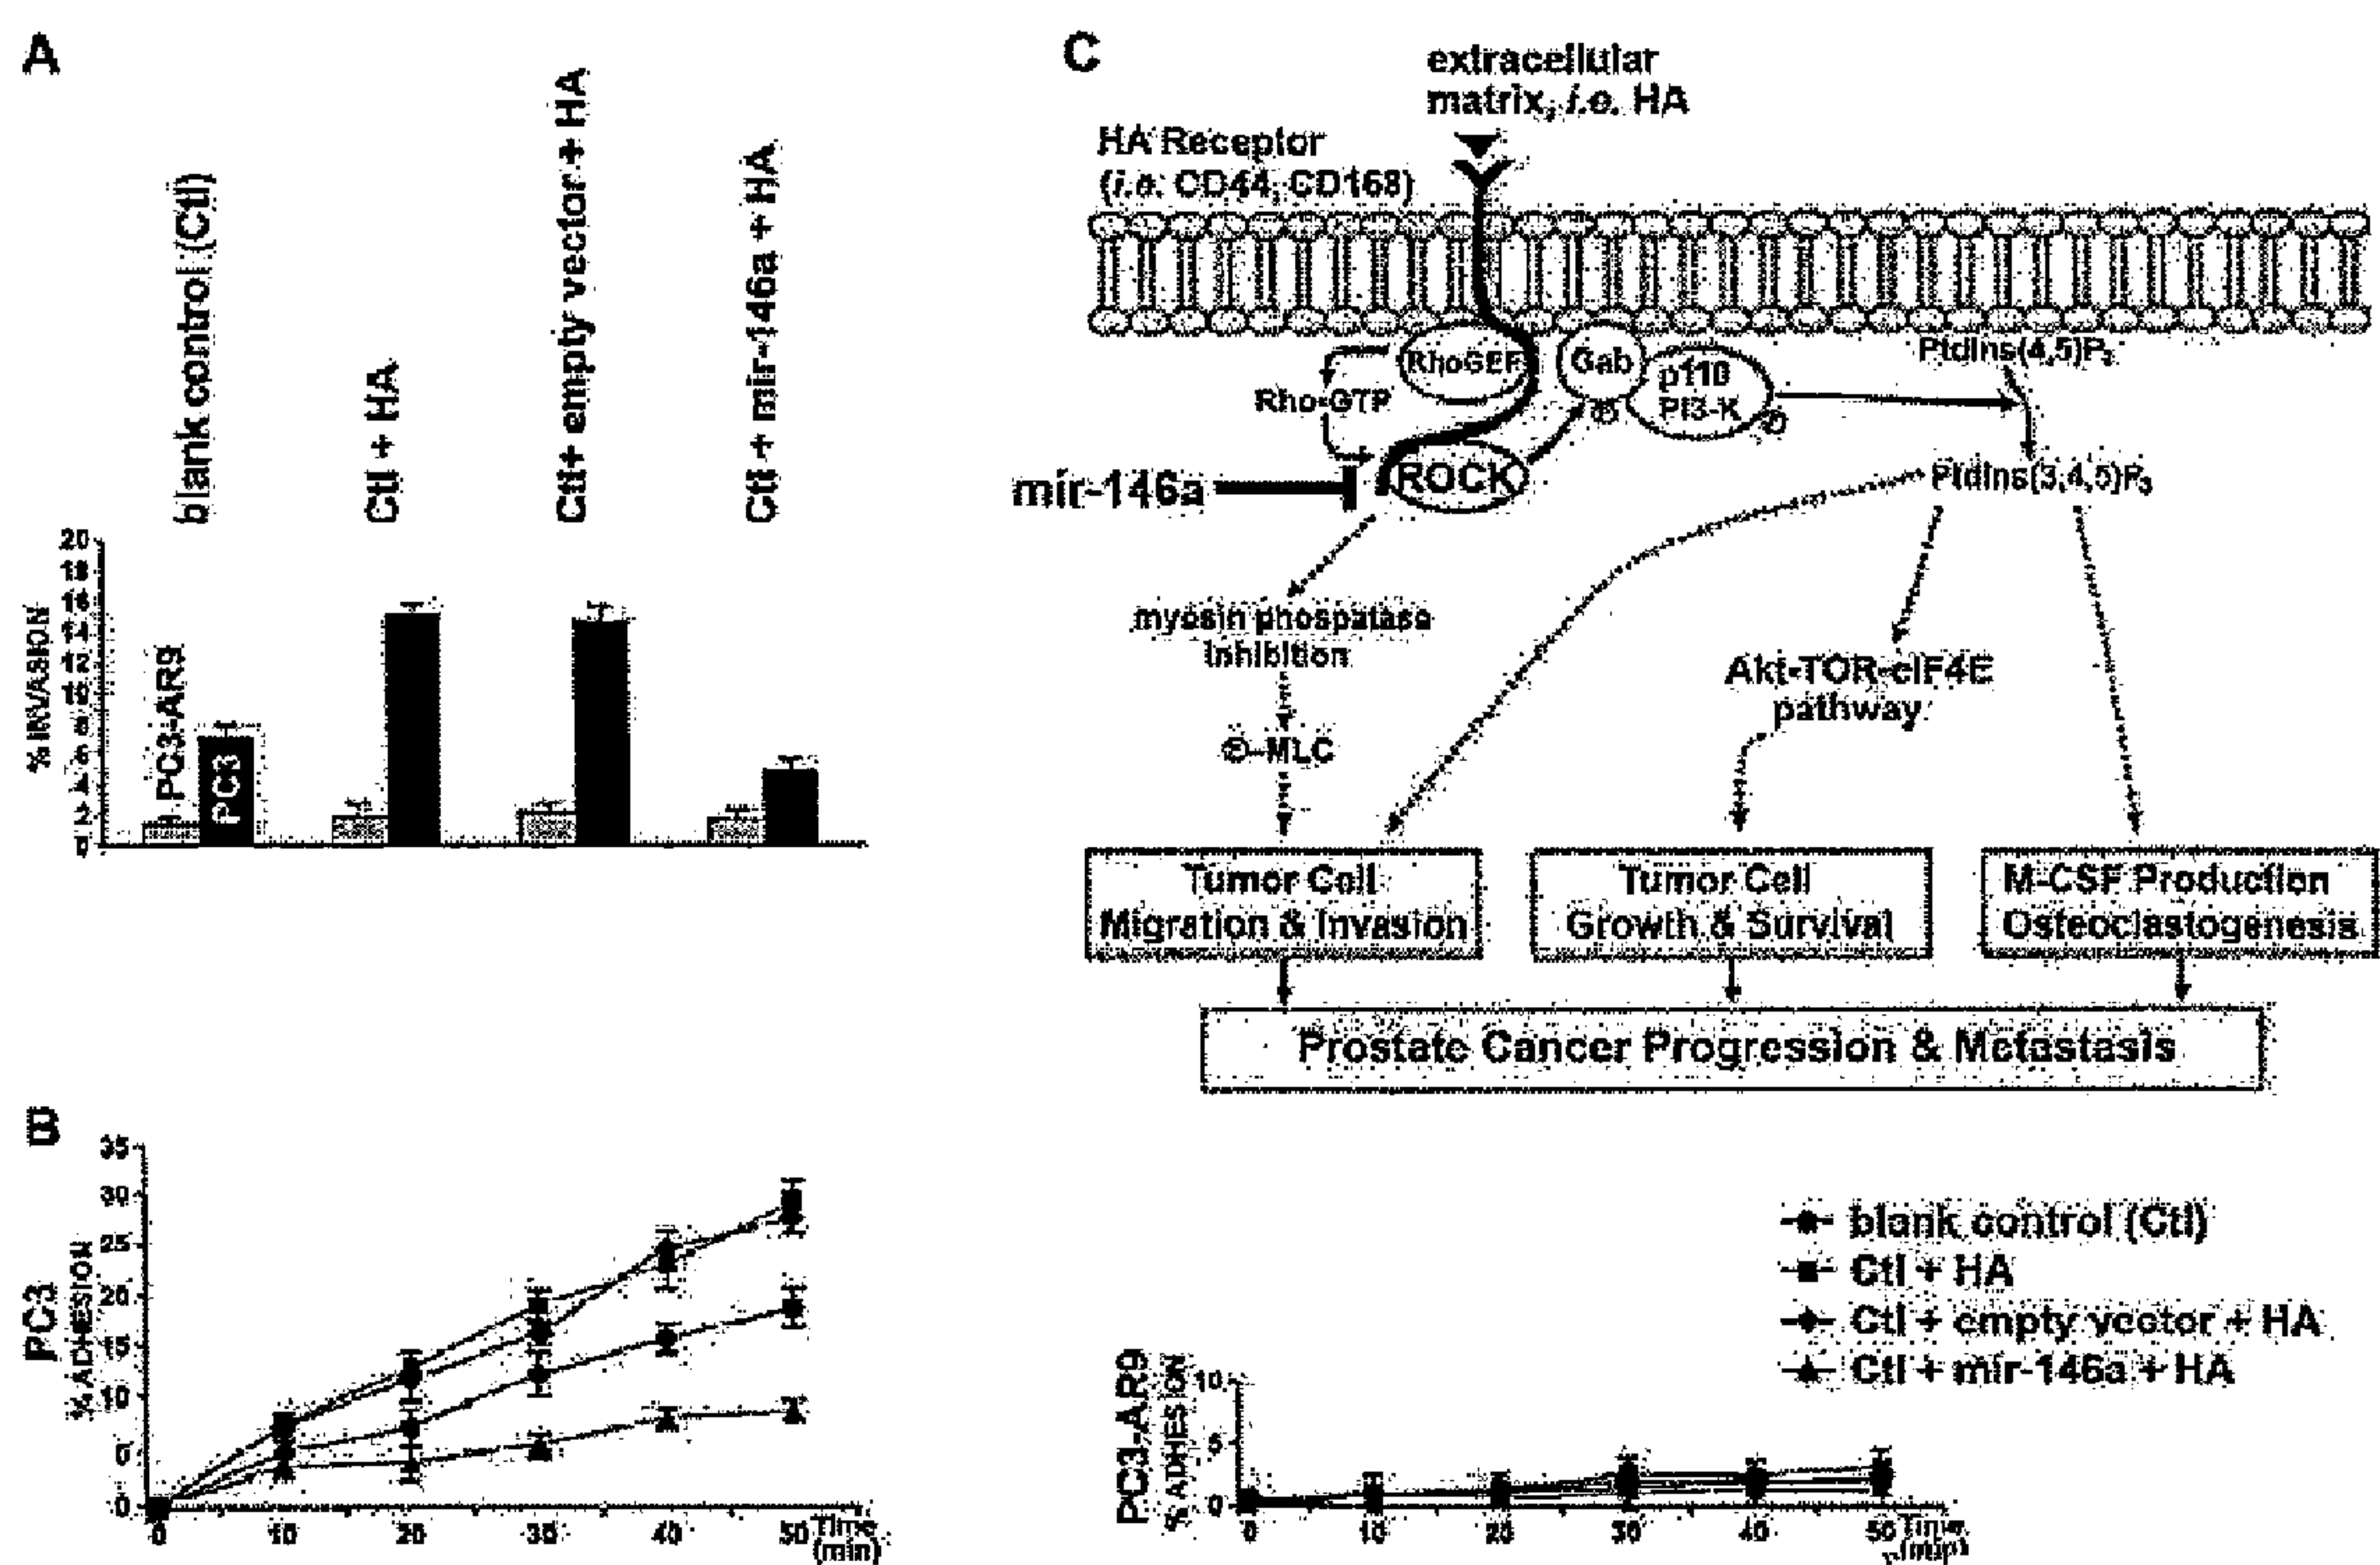 A
blank control (Ctl)
Ctl + HA
Ctl+ empty vector + HA
Ctl + mir-146a + HA
% INVASION
20
18
16
14
12
10
8
6
4
2
0
PC3-AR9
PC3
C
extracellular
matrix, i.e. HA
HA Receptor
(i.e. CD44, CD168)
RhoGEF
Gab
p110
PI3-K
PtdIns(4,5)P2
Rho-GTP
mir-146a
ROCK
PtdIns(3,4,5)P3
myosin phospatase
inhibition
Akt-TOR-eIF4E
pathway
Ⓟ-MLC
Tumor Cell
Migration & Invasion
Tumor Cell
Growth & Survival
M-CSF Production
Osteoclastogenesis
Prostate Cancer Progression & Metastasis
B
PC3
% ADHESION
35
30
25
20
15
10
0
0 10 20 30 40 50 Time
(min)
blank control (Ctl)
Ctl + HA
Ctl + empty vector + HA
Ctl + mir-146a + HA
PC3-AR9
% ADHESION
10
5
0
0 10 20 30 40 50 Time
(min)